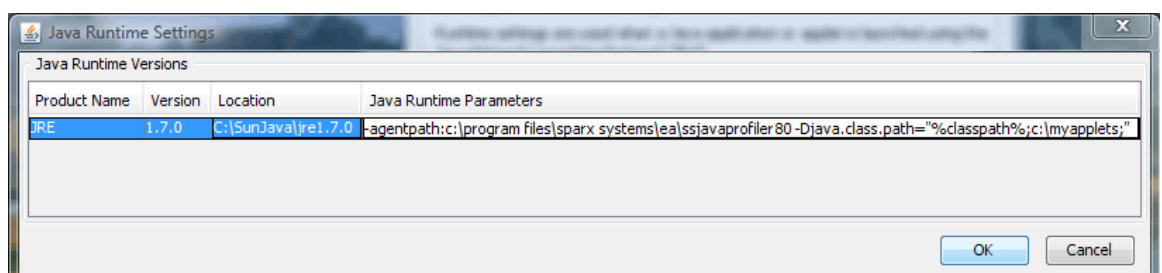 Java Runtime Settings
Java Runtime Versions
Product Name Version Location Java Runtime Parameters
JRE 1.7.0 C:\SunJava\jre1.7.0 -agentpath:c:\program files\sparx systems\ea\ssjavaprofiler80 -Djava.class.path="%classpath%;c:\myapplets;"
OK Cancel